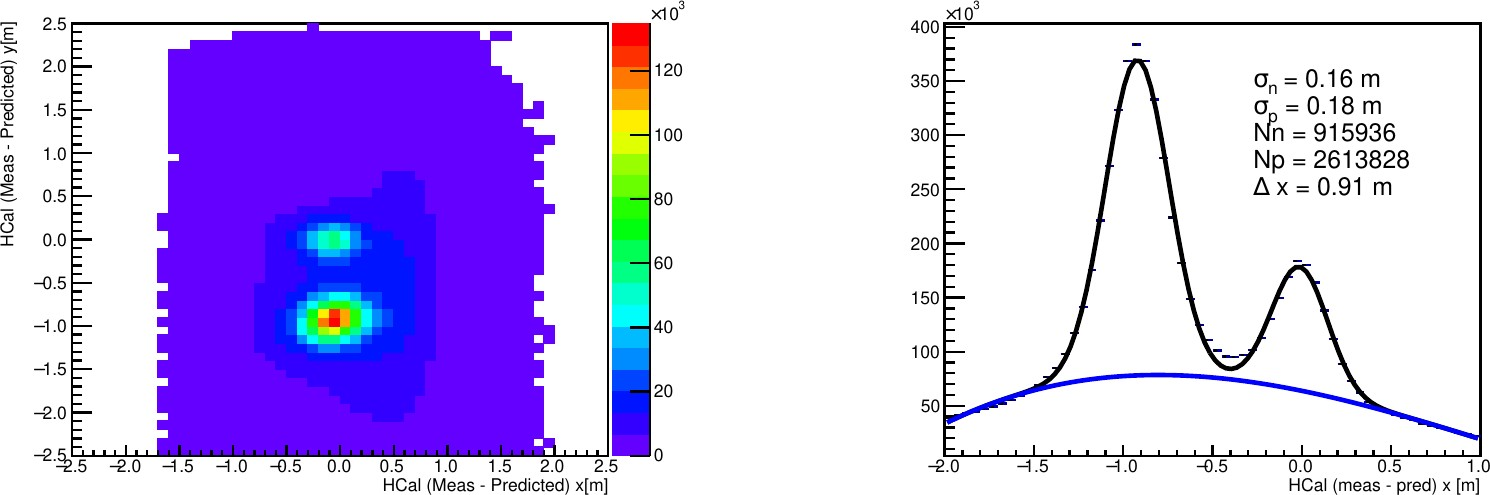 ×10³
2.5
2.0
1.5
1.0
0.5
0.0
−0.5
−1.0
−1.5
−2.0
−2.5
HCal (Meas - Predicted) y[m]
−2.5 −2.0 −1.5 −1.0 −0.5 0.0 0.5 1.0 1.5 2.0 2.5
HCal (Meas - Predicted) x[m]
120
100
80
60
40
20
0
×10³
400
350
300
250
200
150
100
50
σn = 0.16 m
σp = 0.18 m
Nn = 915936
Np = 2613828
Δ x = 0.91 m
−2.0 −1.5 −1.0 −0.5 0.0 0.5 1.0
HCal (meas - pred) x [m]